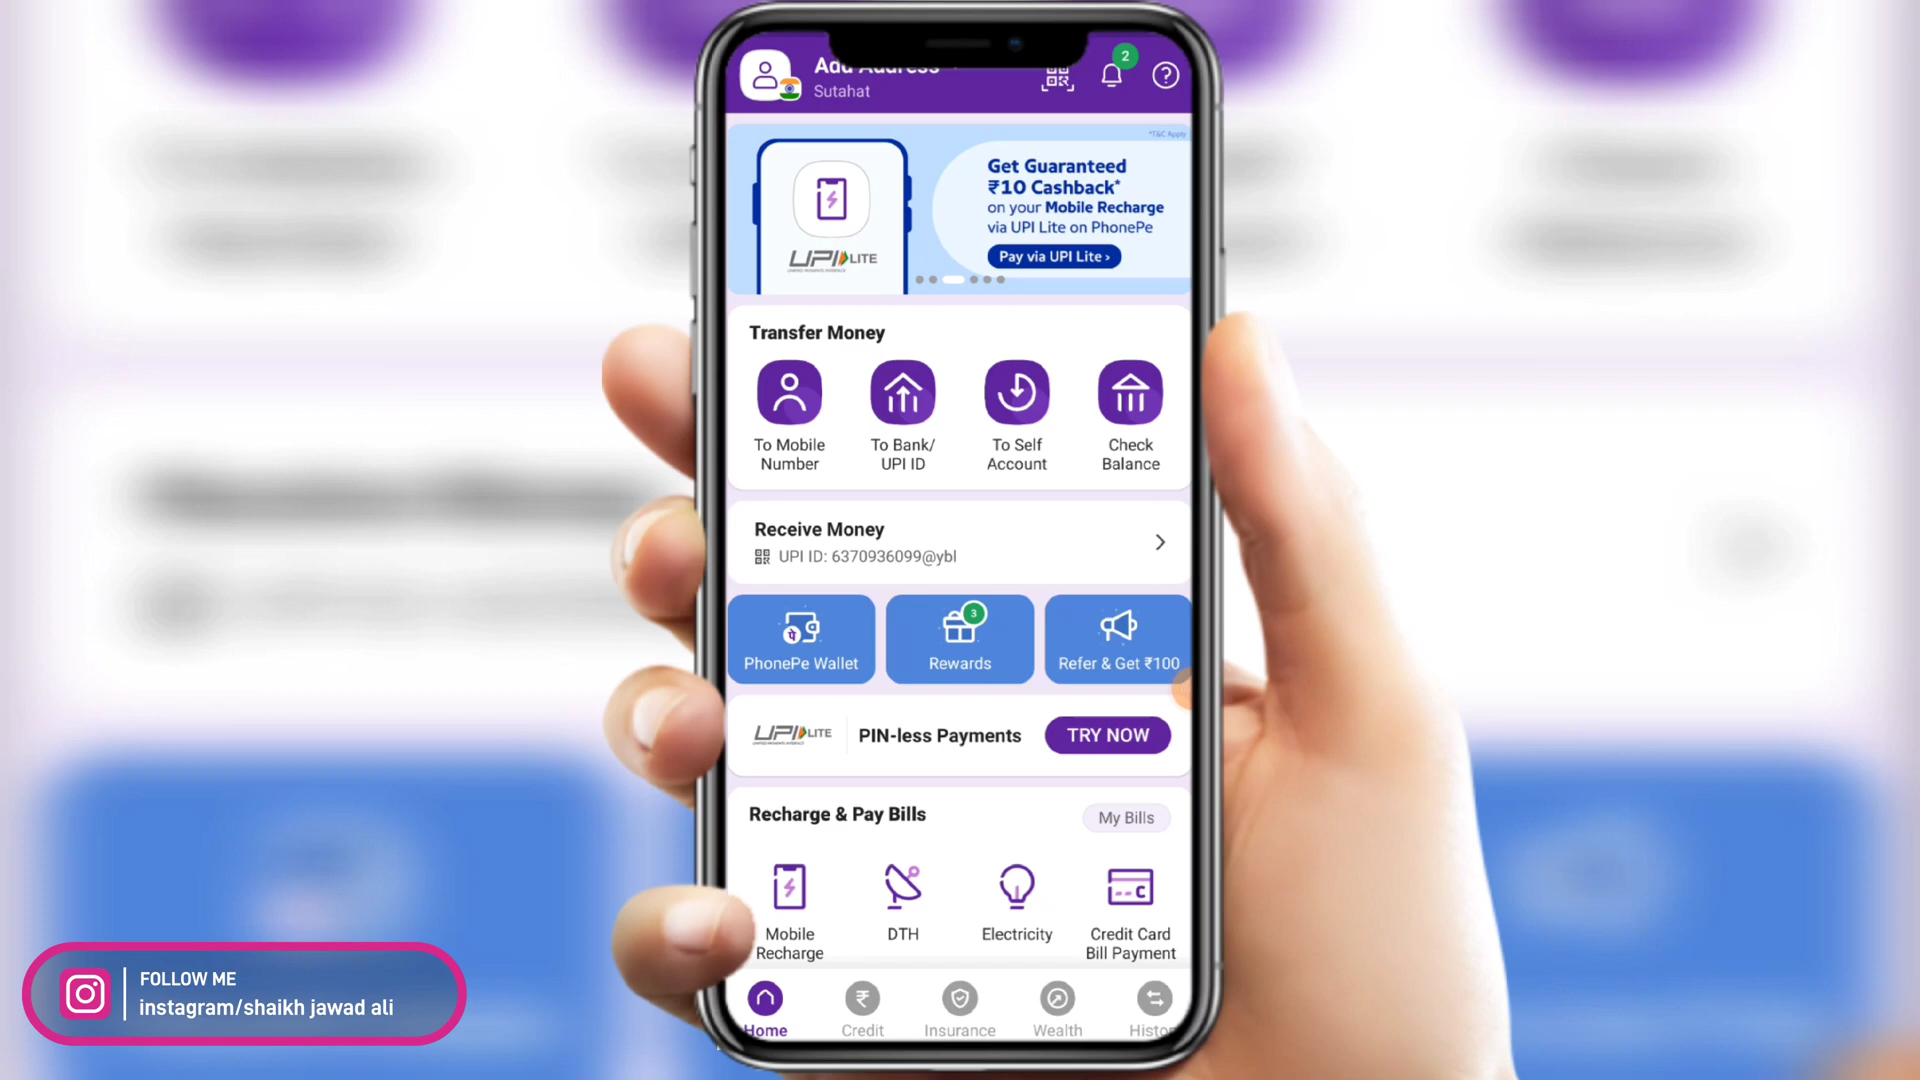 Add Address
Sutahat
2
*T&C Apply
Get Guaranteed
₹10 Cashback*
on your Mobile Recharge
via UPI Lite on PhonePe
Pay via UPI Lite ›
UPI LITE
Transfer Money
To Mobile
Number
To Bank/
UPI ID
To Self
Account
Check
Balance
Receive Money
UPI ID: 6370936099@ybl
3
PhonePe Wallet
Rewards
Refer & Get ₹100
UPI LITE
PIN-less Payments
TRY NOW
Recharge & Pay Bills
My Bills
Mobile
Recharge
DTH
Electricity
Credit Card
Bill Payment
Home
Credit
Insurance
Wealth
Histor
FOLLOW ME
instagram/shaikh jawad ali